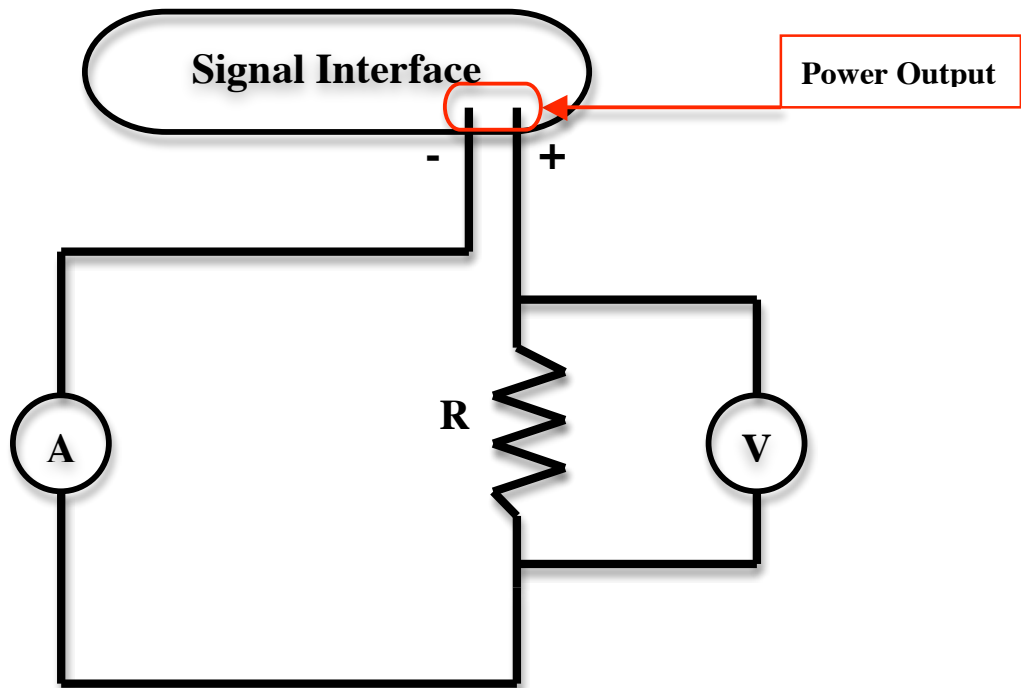 Signal Interface
Power Output
- +
R
A
V